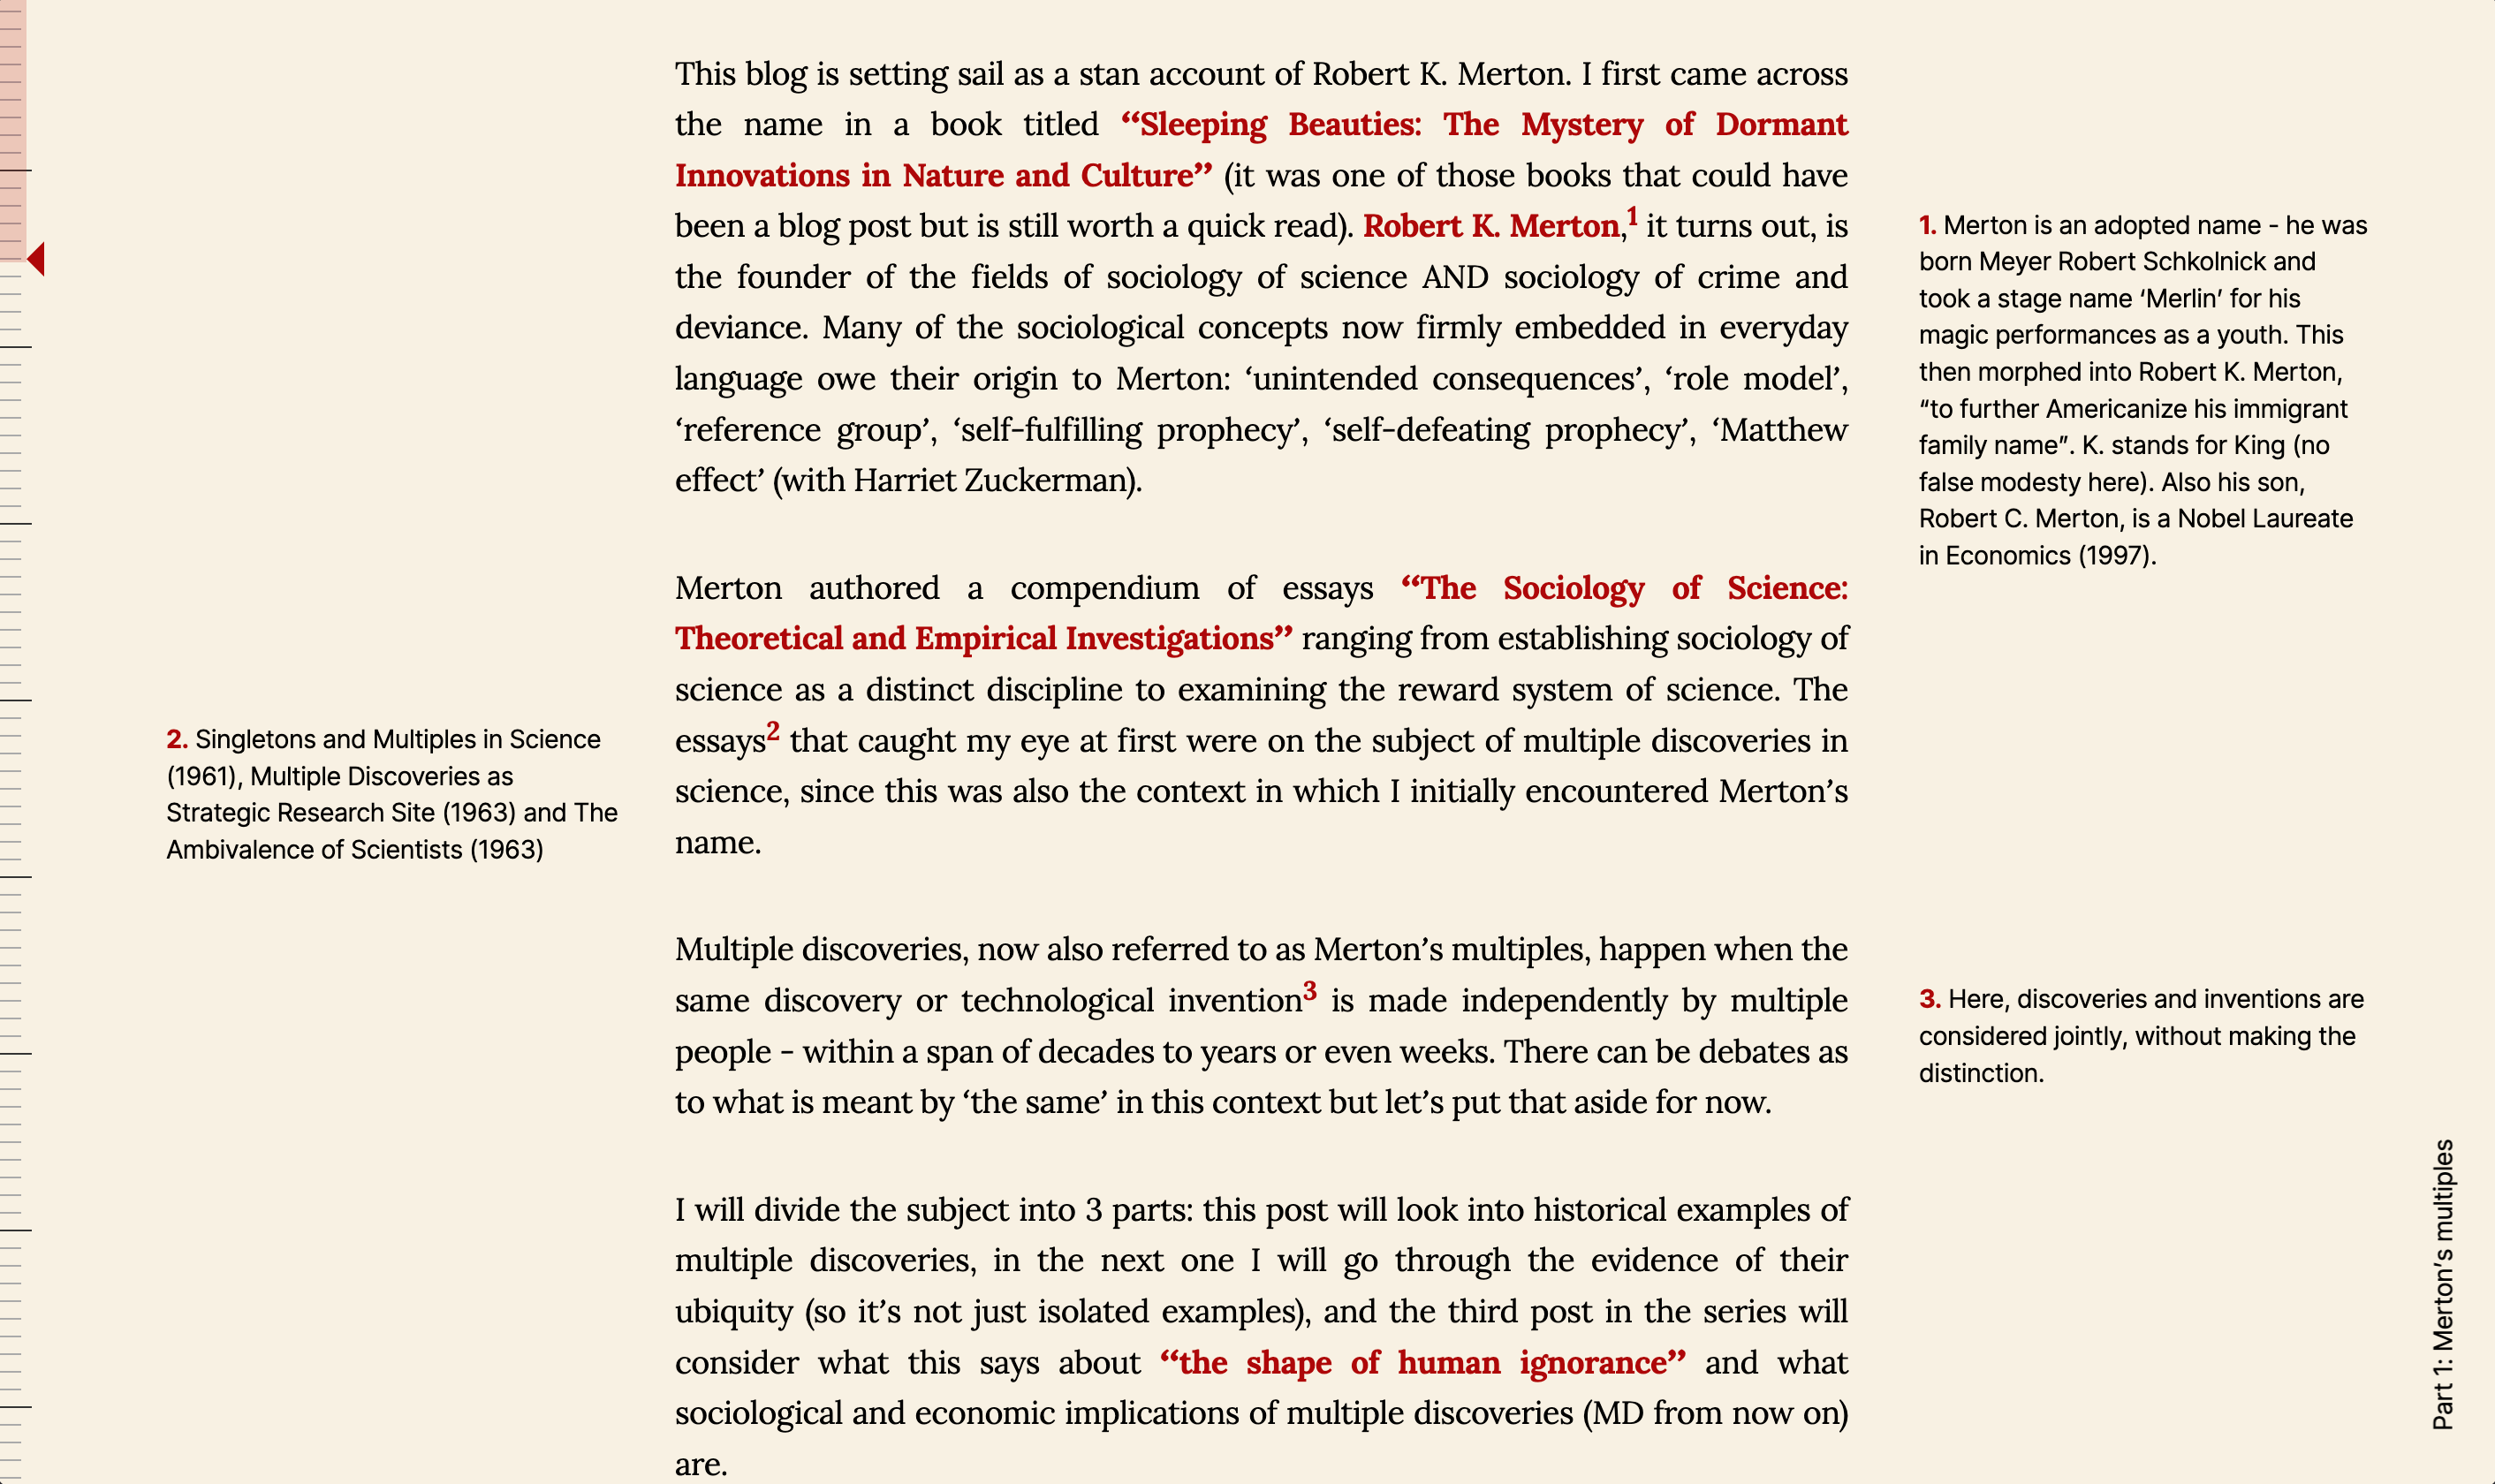 This blog is setting sail as a stan account of Robert K. Merton. I first came across
the name in a book titled “Sleeping Beauties: The Mystery of Dormant
Innovations in Nature and Culture” (it was one of those books that could have
been a blog post but is still worth a quick read). Robert K. Merton,1 it turns out, is
the founder of the fields of sociology of science AND sociology of crime and
deviance. Many of the sociological concepts now firmly embedded in everyday
language owe their origin to Merton: ‘unintended consequences’, ‘role model’,
‘reference group’, ‘self-fulfilling prophecy’, ‘self-defeating prophecy’, ‘Matthew
effect’ (with Harriet Zuckerman).
1. Merton is an adopted name - he was
born Meyer Robert Schkolnick and
took a stage name ‘Merlin’ for his
magic performances as a youth. This
then morphed into Robert K. Merton,
“to further Americanize his immigrant
family name”. K. stands for King (no
false modesty here). Also his son,
Robert C. Merton, is a Nobel Laureate
in Economics (1997).
Merton authored a compendium of essays “The Sociology of Science:
Theoretical and Empirical Investigations” ranging from establishing sociology of
science as a distinct discipline to examining the reward system of science. The
essays2 that caught my eye at first were on the subject of multiple discoveries in
science, since this was also the context in which I initially encountered Merton’s
name.
2. Singletons and Multiples in Science
(1961), Multiple Discoveries as
Strategic Research Site (1963) and The
Ambivalence of Scientists (1963)
Multiple discoveries, now also referred to as Merton’s multiples, happen when the
same discovery or technological invention3 is made independently by multiple
people - within a span of decades to years or even weeks. There can be debates as
to what is meant by ‘the same’ in this context but let’s put that aside for now.
3. Here, discoveries and inventions are
considered jointly, without making the
distinction.
I will divide the subject into 3 parts: this post will look into historical examples of
multiple discoveries, in the next one I will go through the evidence of their
ubiquity (so it’s not just isolated examples), and the third post in the series will
consider what this says about “the shape of human ignorance” and what
sociological and economic implications of multiple discoveries (MD from now on)
are.
Part 1: Merton’s multiples